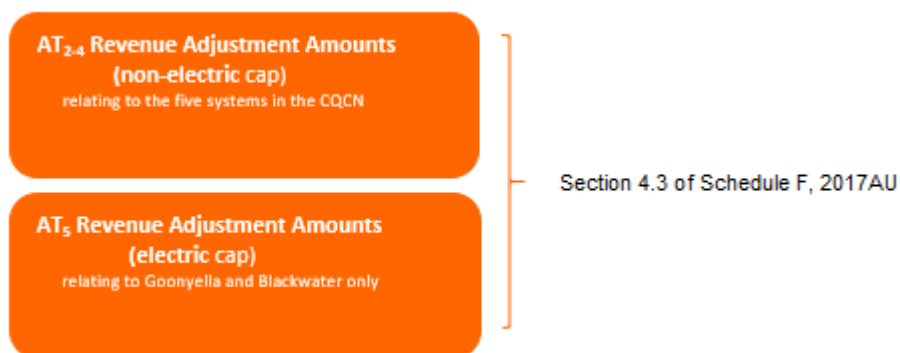 AT2-4 Revenue Adjustment Amounts
(non-electric cap)
relating to the five systems in the CQCN
Section 4.3 of Schedule F, 2017AU
AT5 Revenue Adjustment Amounts
(electric cap)
relating to Goonyella and Blackwater only